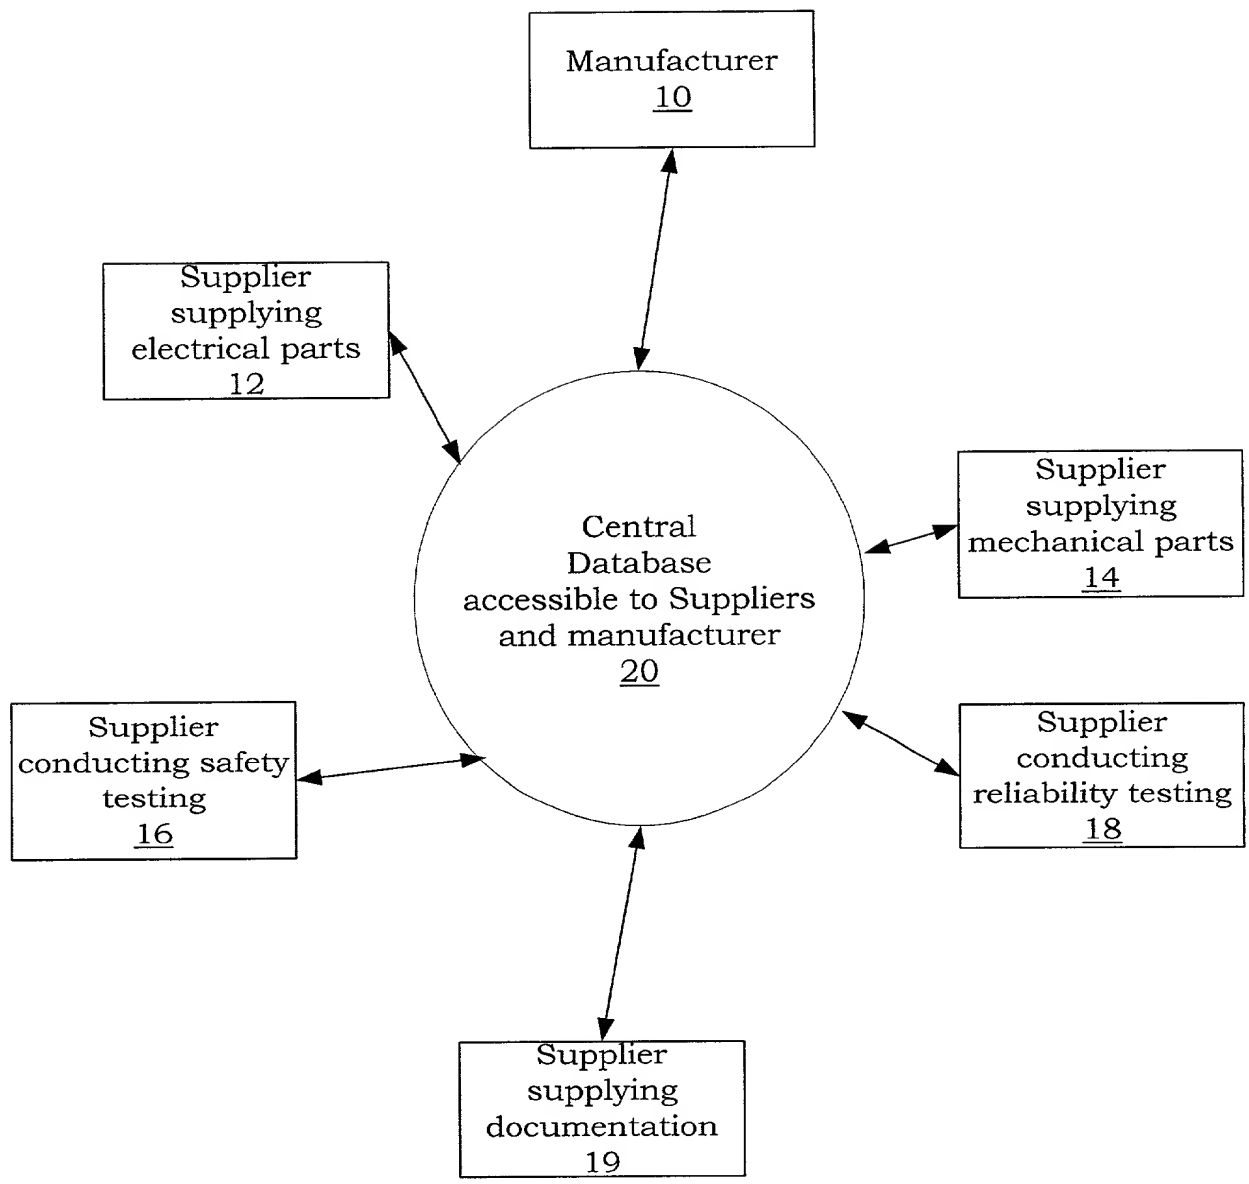 Manufacturer
10
Supplier
supplying
electrical parts
12
Supplier
supplying
mechanical parts
14
Central
Database
accessible to Suppliers
and manufacturer
20
Supplier
conducting safety
testing
16
Supplier
conducting
reliability testing
18
Supplier
supplying
documentation
19